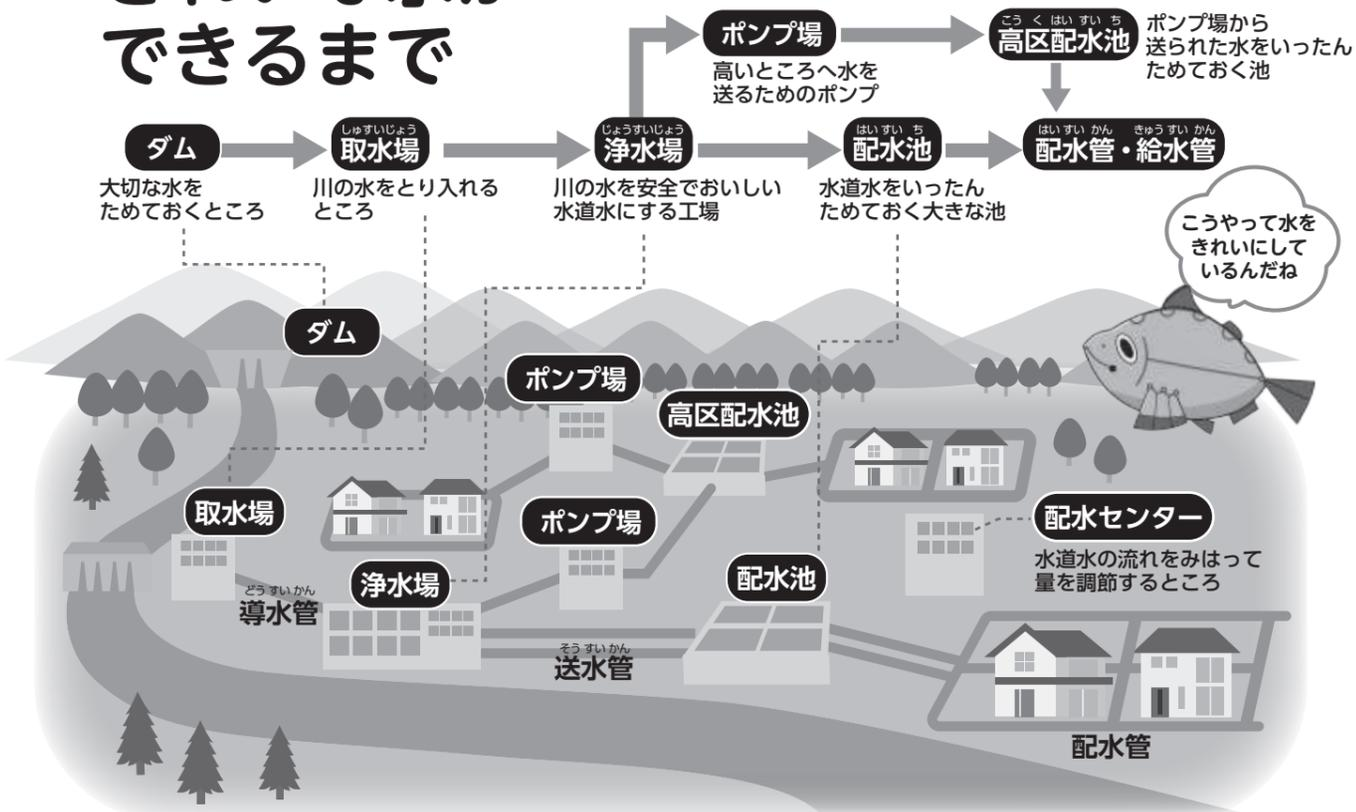 できるまで
ポンプ場
高いところへ水を
送るためのポンプ
こうくはいすいち
高区配水池
ポンプ場から
送られた水をいったん
ためておく池
ダム
大切な水を
ためておくところ
しゅすいじょう
取水場
川の水をとり入れる
ところ
じょうすいじょう
浄水場
川の水を安全でおいしい
水道水にする工場
はいすいち
配水池
水道水をいったん
ためておく大きな池
はいすいかん きゅうすいかん
配水管・給水管
こうやって水を
きれいにして
いるんだね
ダム
ポンプ場
高区配水池
取水場
ポンプ場
配水センター
水道水の流れをみはって
量を調節するところ
浄水場
配水池
どうすいかん
導水管
そうすいかん
送水管
配水管